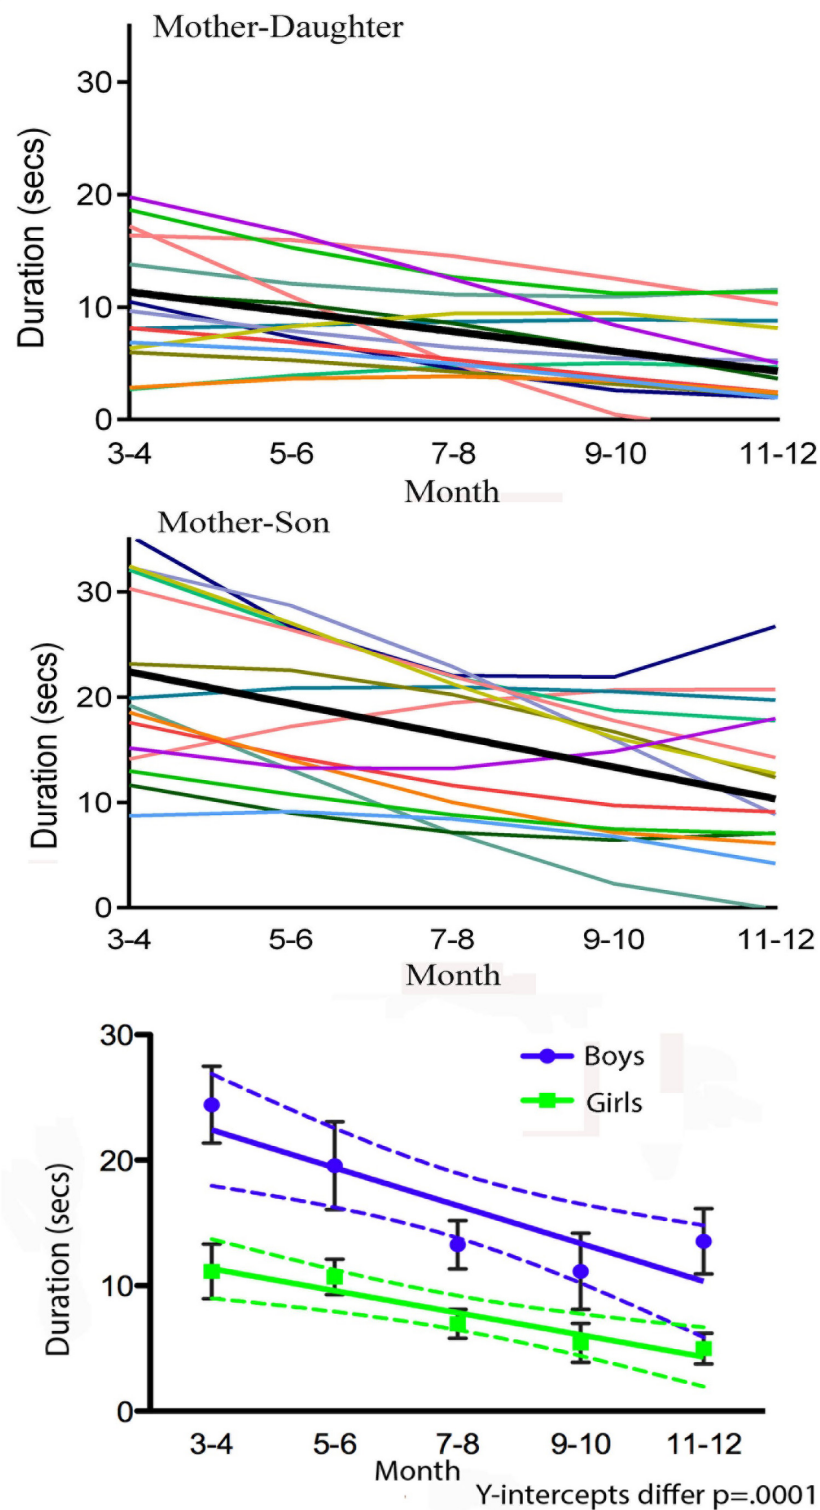 Mother-Daughter
30
20
10
0
Duration (secs)
3-4 5-6 7-8 9-10 11-12
Month
Mother-Son
30
20
10
0
Duration (secs)
3-4 5-6 7-8 9-10 11-12
Month
30
20
10
0
Duration (secs)
Boys
Girls
3-4 5-6 7-8 9-10 11-12
Month
Y-intercepts differ p=.0001